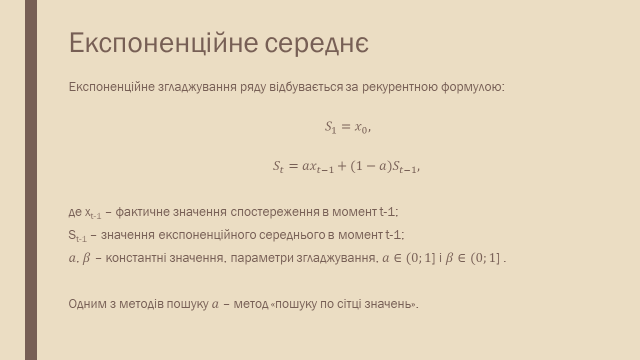 Експоненційне середнє
Експоненційне згладжування ряду відбувається за рекурентною формулою:
𝑆₁ = 𝑥₀,
𝑆ₜ = 𝑎𝑥ₜ₋₁ + (1 − 𝑎)𝑆ₜ₋₁,
де xₜ₋₁ – фактичне значення спостереження в момент t-1;
Sₜ₋₁ – значення експоненційного середнього в момент t-1;
𝑎, 𝛽 – константні значення, параметри згладжування, 𝑎 ∈ (0; 1] і 𝛽 ∈ (0; 1] .
Одним з методів пошуку 𝑎 – метод «пошуку по сітці значень».